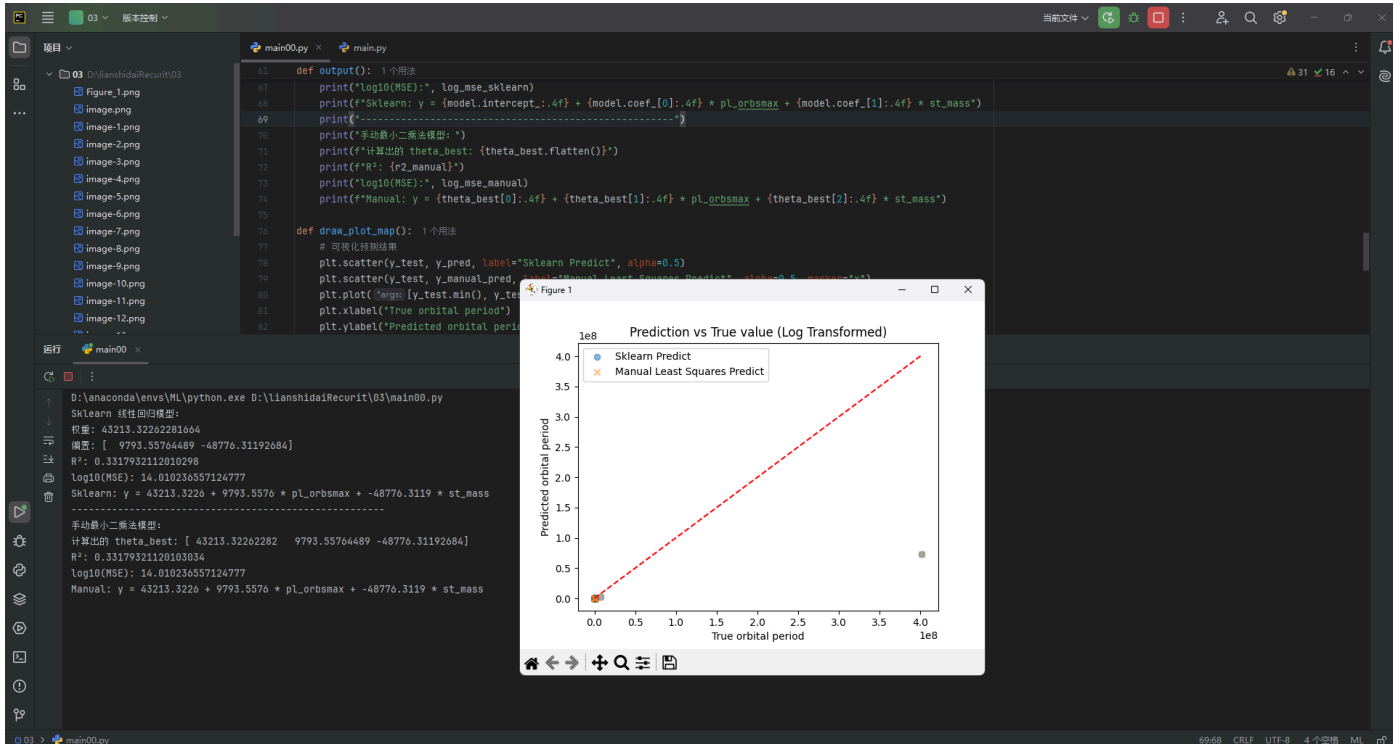 PC 03 版本控制 当前文件
项目
main00.py main.py
03 D:\lianshidaiRecurit\03
Figure_1.png
image.png
image-1.png
image-2.png
image-3.png
image-4.png
image-5.png
image-6.png
image-7.png
image-8.png
image-9.png
image-10.png
image-11.png
image-12.png
31 16
61 def output(): 1个用法
67 print("log10(MSE):", log_mse_sklearn)
68 print(f"Sklearn: y = {model.intercept_:.4f} + {model.coef_[0]:.4f} * pl_orbsmax + {model.coef_[1]:.4f} * st_mass")
69 print("------------------------------------------------------")
70 print("手动最小二乘法模型：")
71 print(f"计算出的 theta_best: {theta_best.flatten()}")
72 print(f"R²: {r2_manual}")
73 print("log10(MSE):", log_mse_manual)
74 print(f"Manual: y = {theta_best[0]:.4f} + {theta_best[1]:.4f} * pl_orbsmax + {theta_best[2]:.4f} * st_mass")
75
76 def draw_plot_map(): 1个用法
77 # 可视化预测结果
78 plt.scatter(y_test, y_pred, label="Sklearn Predict", alpha=0.5)
79 plt.scatter(y_test, y_manual_pred, label="Manual Least Squares Predict", alpha=0.5, marker="x")
80 plt.plot( *args: [y_test.min(), y_tes
81 plt.xlabel("True orbital period")
82 plt.ylabel("Predicted orbital perio
运行 main00
D:\anaconda\envs\ML\python.exe D:\lianshidaiRecurit\03\main00.py
Sklearn 线性回归模型：
权重: 43213.32262281664
偏置: [  9793.55764489 -48776.31192684]
R²: 0.3317932112010298
log10(MSE): 14.010236557124777
Sklearn: y = 43213.3226 + 9793.5576 * pl_orbsmax + -48776.3119 * st_mass
------------------------------------------------------
手动最小二乘法模型：
计算出的 theta_best: [ 43213.32262282   9793.55764489 -48776.31192684]
R²: 0.33179321120103034
log10(MSE): 14.010236557124777
Manual: y = 43213.3226 + 9793.5576 * pl_orbsmax + -48776.3119 * st_mass
Figure 1
Prediction vs True value (Log Transformed)
1e8
Sklearn Predict
Manual Least Squares Predict
4.0
3.5
3.0
2.5
2.0
1.5
1.0
0.5
0.0
Predicted orbital period
0.0 0.5 1.0 1.5 2.0 2.5 3.0 3.5 4.0
True orbital period
1e8
03 main00.py 69:68 CRLF UTF-8 4个空格 ML